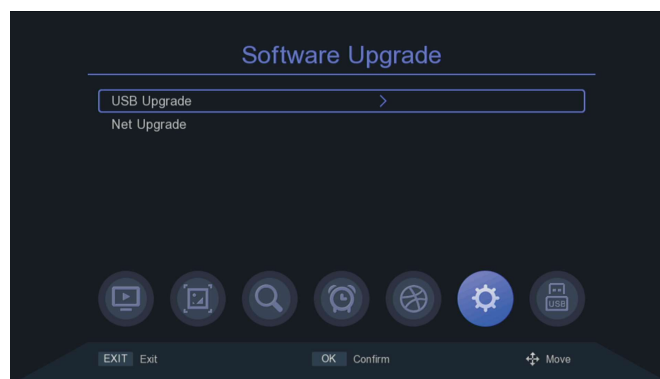 Software Upgrade
USB Upgrade
Net Upgrade
USB
EXIT Exit OK Confirm Move